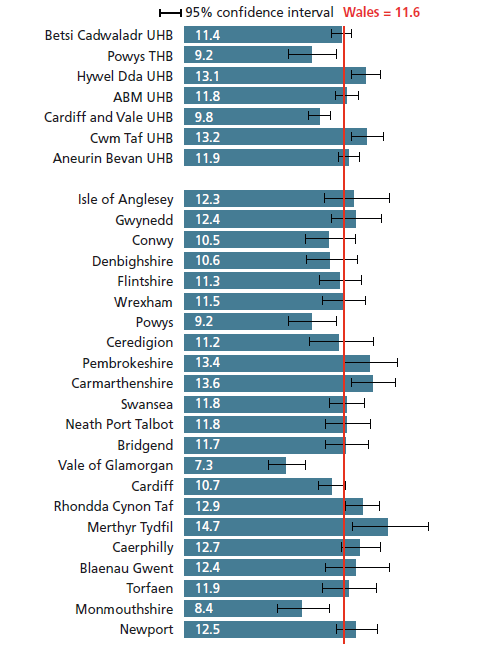 95% confidence interval Wales = 11.6
Betsi Cadwaladr UHB 11.4
Powys THB 9.2
Hywel Dda UHB 13.1
ABM UHB 11.8
Cardiff and Vale UHB 9.8
Cwm Taf UHB 13.2
Aneurin Bevan UHB 11.9
Isle of Anglesey 12.3
Gwynedd 12.4
Conwy 10.5
Denbighshire 10.6
Flintshire 11.3
Wrexham 11.5
Powys 9.2
Ceredigion 11.2
Pembrokeshire 13.4
Carmarthenshire 13.6
Swansea 11.8
Neath Port Talbot 11.8
Bridgend 11.7
Vale of Glamorgan 7.3
Cardiff 10.7
Rhondda Cynon Taf 12.9
Merthyr Tydfil 14.7
Caerphilly 12.7
Blaenau Gwent 12.4
Torfaen 11.9
Monmouthshire 8.4
Newport 12.5